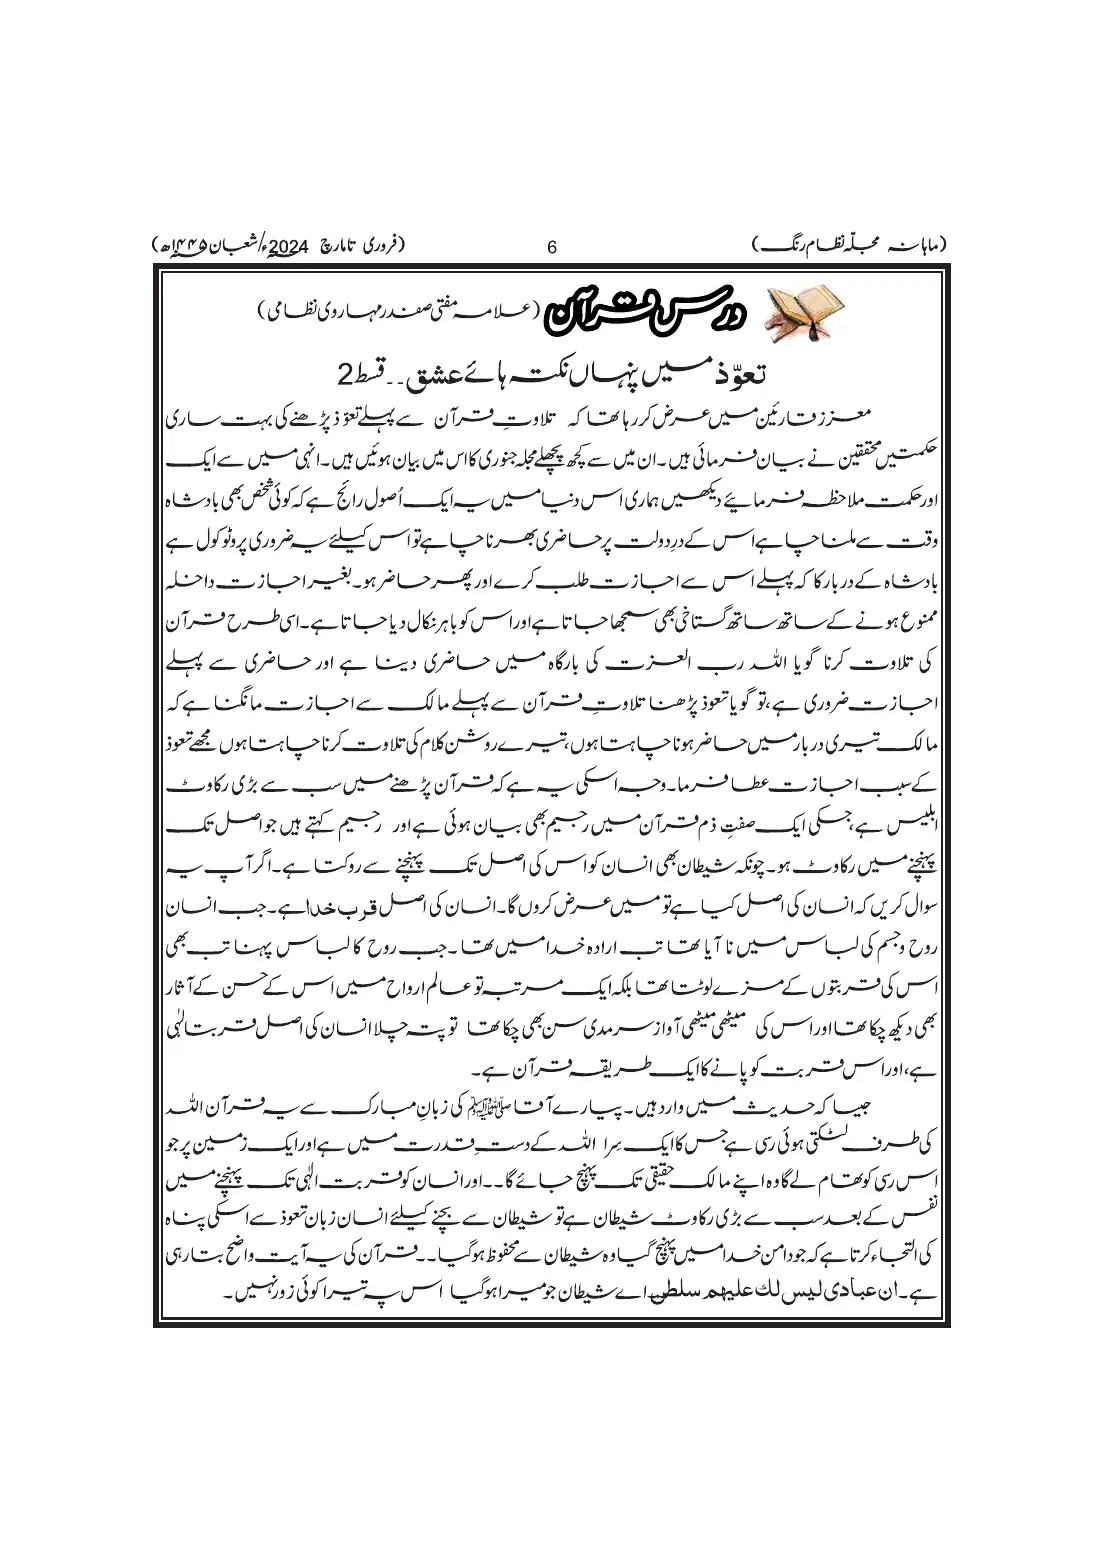 (ماہانہ مجلّہ نظام رنگ) 6 (فروری تا مارچ 2024ء/شعبان ۱۴۴۵ھ)
درس قرآن (علامہ مفتی صفدر مہاروی نظامی)
تعوّذ میں پنہاں نکتہ ہائے عشق۔۔ قسط 2
معزز قارئین میں عرض کر رہا تھا کہ تلاوتِ قرآن سے پہلے تعوّذ پڑھنے کی بہت ساری
حکمتیں محققین نے بیان فرمائی ہیں۔ ان میں سے کچھ پچھلے مجلہ جنوری کا اس میں بیان ہوئیں ہیں۔ انہی میں سے ایک
اور حکمت ملاحظہ فرمائیے دیکھیں ہماری اس دنیا میں یہ ایک اُصول رائج ہے کہ کوئی شخص بھی بادشاہ
وقت سے ملنا چاہے اس کے درِ دولت پر حاضری بھرنا چاہے تو اس کیلئے یہ ضروری پروٹوکول ہے
بادشاہ کے دربار کا کہ پہلے اس سے اجازت طلب کرے اور پھر حاضر ہو۔ بغیر اجازت داخلہ
ممنوع ہونے کے ساتھ ساتھ گستاخی بھی سمجھا جاتا ہے اور اس کو باہر نکال دیا جاتا ہے۔ اسی طرح قرآن
کی تلاوت کرنا گویا اللہ رب العزت کی بارگاہ میں حاضری دینا ہے اور حاضری سے پہلے
اجازت ضروری ہے، تو گویا تعوذ پڑھنا تلاوتِ قرآن سے پہلے مالک سے اجازت مانگنا ہے کہ
مالک تیری دربار میں حاضر ہونا چاہتا ہوں، تیرے روشن کلام کی تلاوت کرنا چاہتا ہوں مجھے تعوذ
کے سبب اجازت عطا فرما۔ وجہ اسکی یہ ہے کہ قرآن پڑھنے میں سب سے بڑی رکاوٹ
ابلیس ہے، جسکی ایک صفتِ ذم قرآن میں رجیم بھی بیان ہوئی ہے اور رجیم کہتے ہیں جو اصل تک
پہنچنے میں رکاوٹ ہو۔ چونکہ شیطان بھی انسان کو اس کی اصل تک پہنچنے سے روکتا ہے۔ اگر آپ یہ
سوال کریں کہ انسان کی اصل کیا ہے تو میں عرض کروں گا۔ انسان کی اصل قرب خدا ہے۔ جب انسان
روح و جسم کی لباس میں نا آیا تھا تب ارادہ خدا میں تھا ۔ جب روح کا لباس پہنا تب بھی
اس کی قربتوں کے مزے لوٹتا تھا بلکہ ایک مرتبہ تو عالم ارواح میں اس کے حسن کے آثار
بھی دیکھ چکا تھا اور اس کی میٹھی میٹھی آواز سرمدی سن بھی چکا تھا تو پتہ چلا انسان کی اصل قربت الٰہی
ہے، اور اس قربت کو پانے کا ایک طریقہ قرآن ہے۔
جیسا کہ حدیث میں وارد ہیں۔ پیارے آقا ﷺ کی زبانِ مبارک سے یہ قرآن اللہ
کی طرف لٹکتی ہوئی رسی ہے جس کا ایک سِرا اللہ کے دستِ قدرت میں ہے اور ایک زمین پر جو
اس رسی کو تھام لے گا وہ اپنے مالک حقیقی تک پہنچ جائے گا۔۔ اور انسان کو قربت الٰہی تک پہنچنے میں
نفس کے بعد سب سے بڑی رکاوٹ شیطان ہے تو شیطان سے بچنے کیلئے انسان زبان تعوذ سے اسکی پناہ
کی التجاء کرتا ہے کہ جو دامن خدا میں پہنچ گیا وہ شیطان سے محفوظ ہو گیا۔۔ قرآن کی یہ آیت واضح بتا رہی
ہے۔ ان عبادی لیس لك علیهم سلطن اے شیطان جو میرا ہو گیا اس پہ تیرا کوئی زور نہیں۔